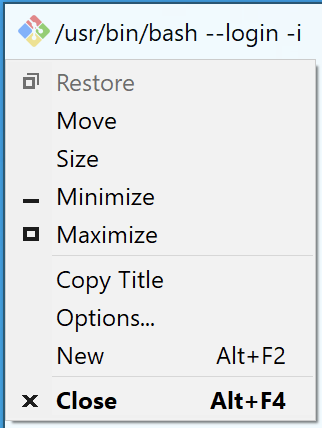 /usr/bin/bash --login -i
Restore
Move
Size
Minimize
Maximize
Copy Title
Options...
New Alt+F2
Close Alt+F4